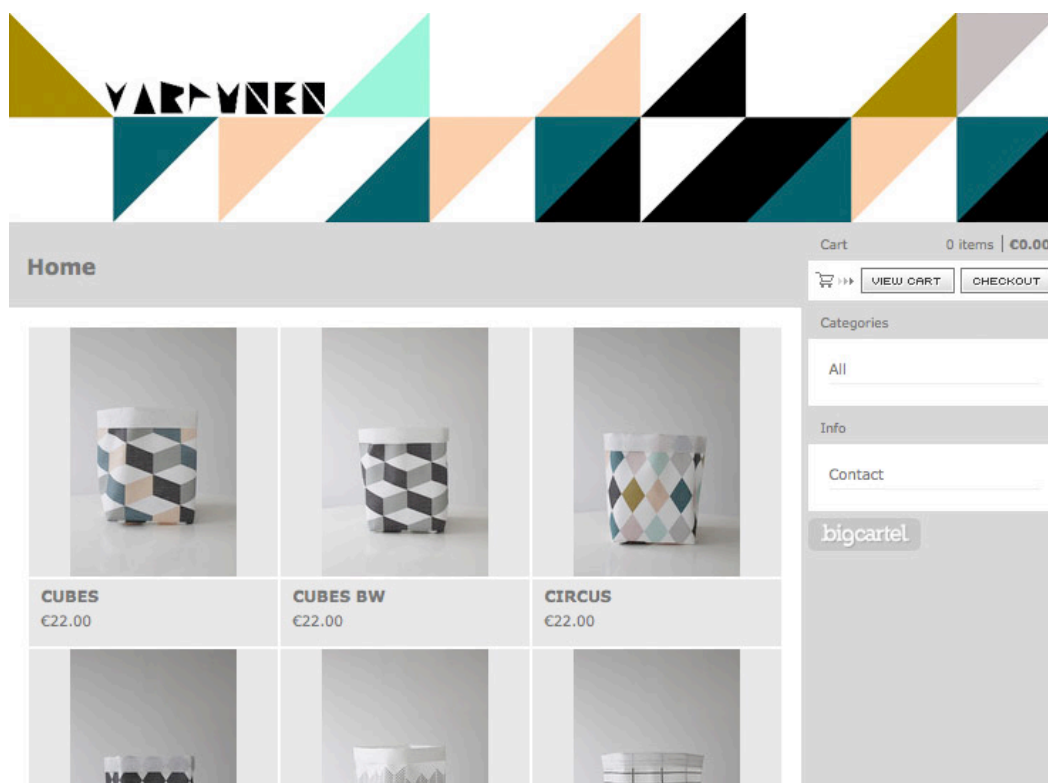 VARPUNEN
Home
Cart 0 items | €0.00
VIEW CART CHECKOUT
Categories
All
Info
Contact
bigcartel
CUBES
€22.00
CUBES BW
€22.00
CIRCUS
€22.00